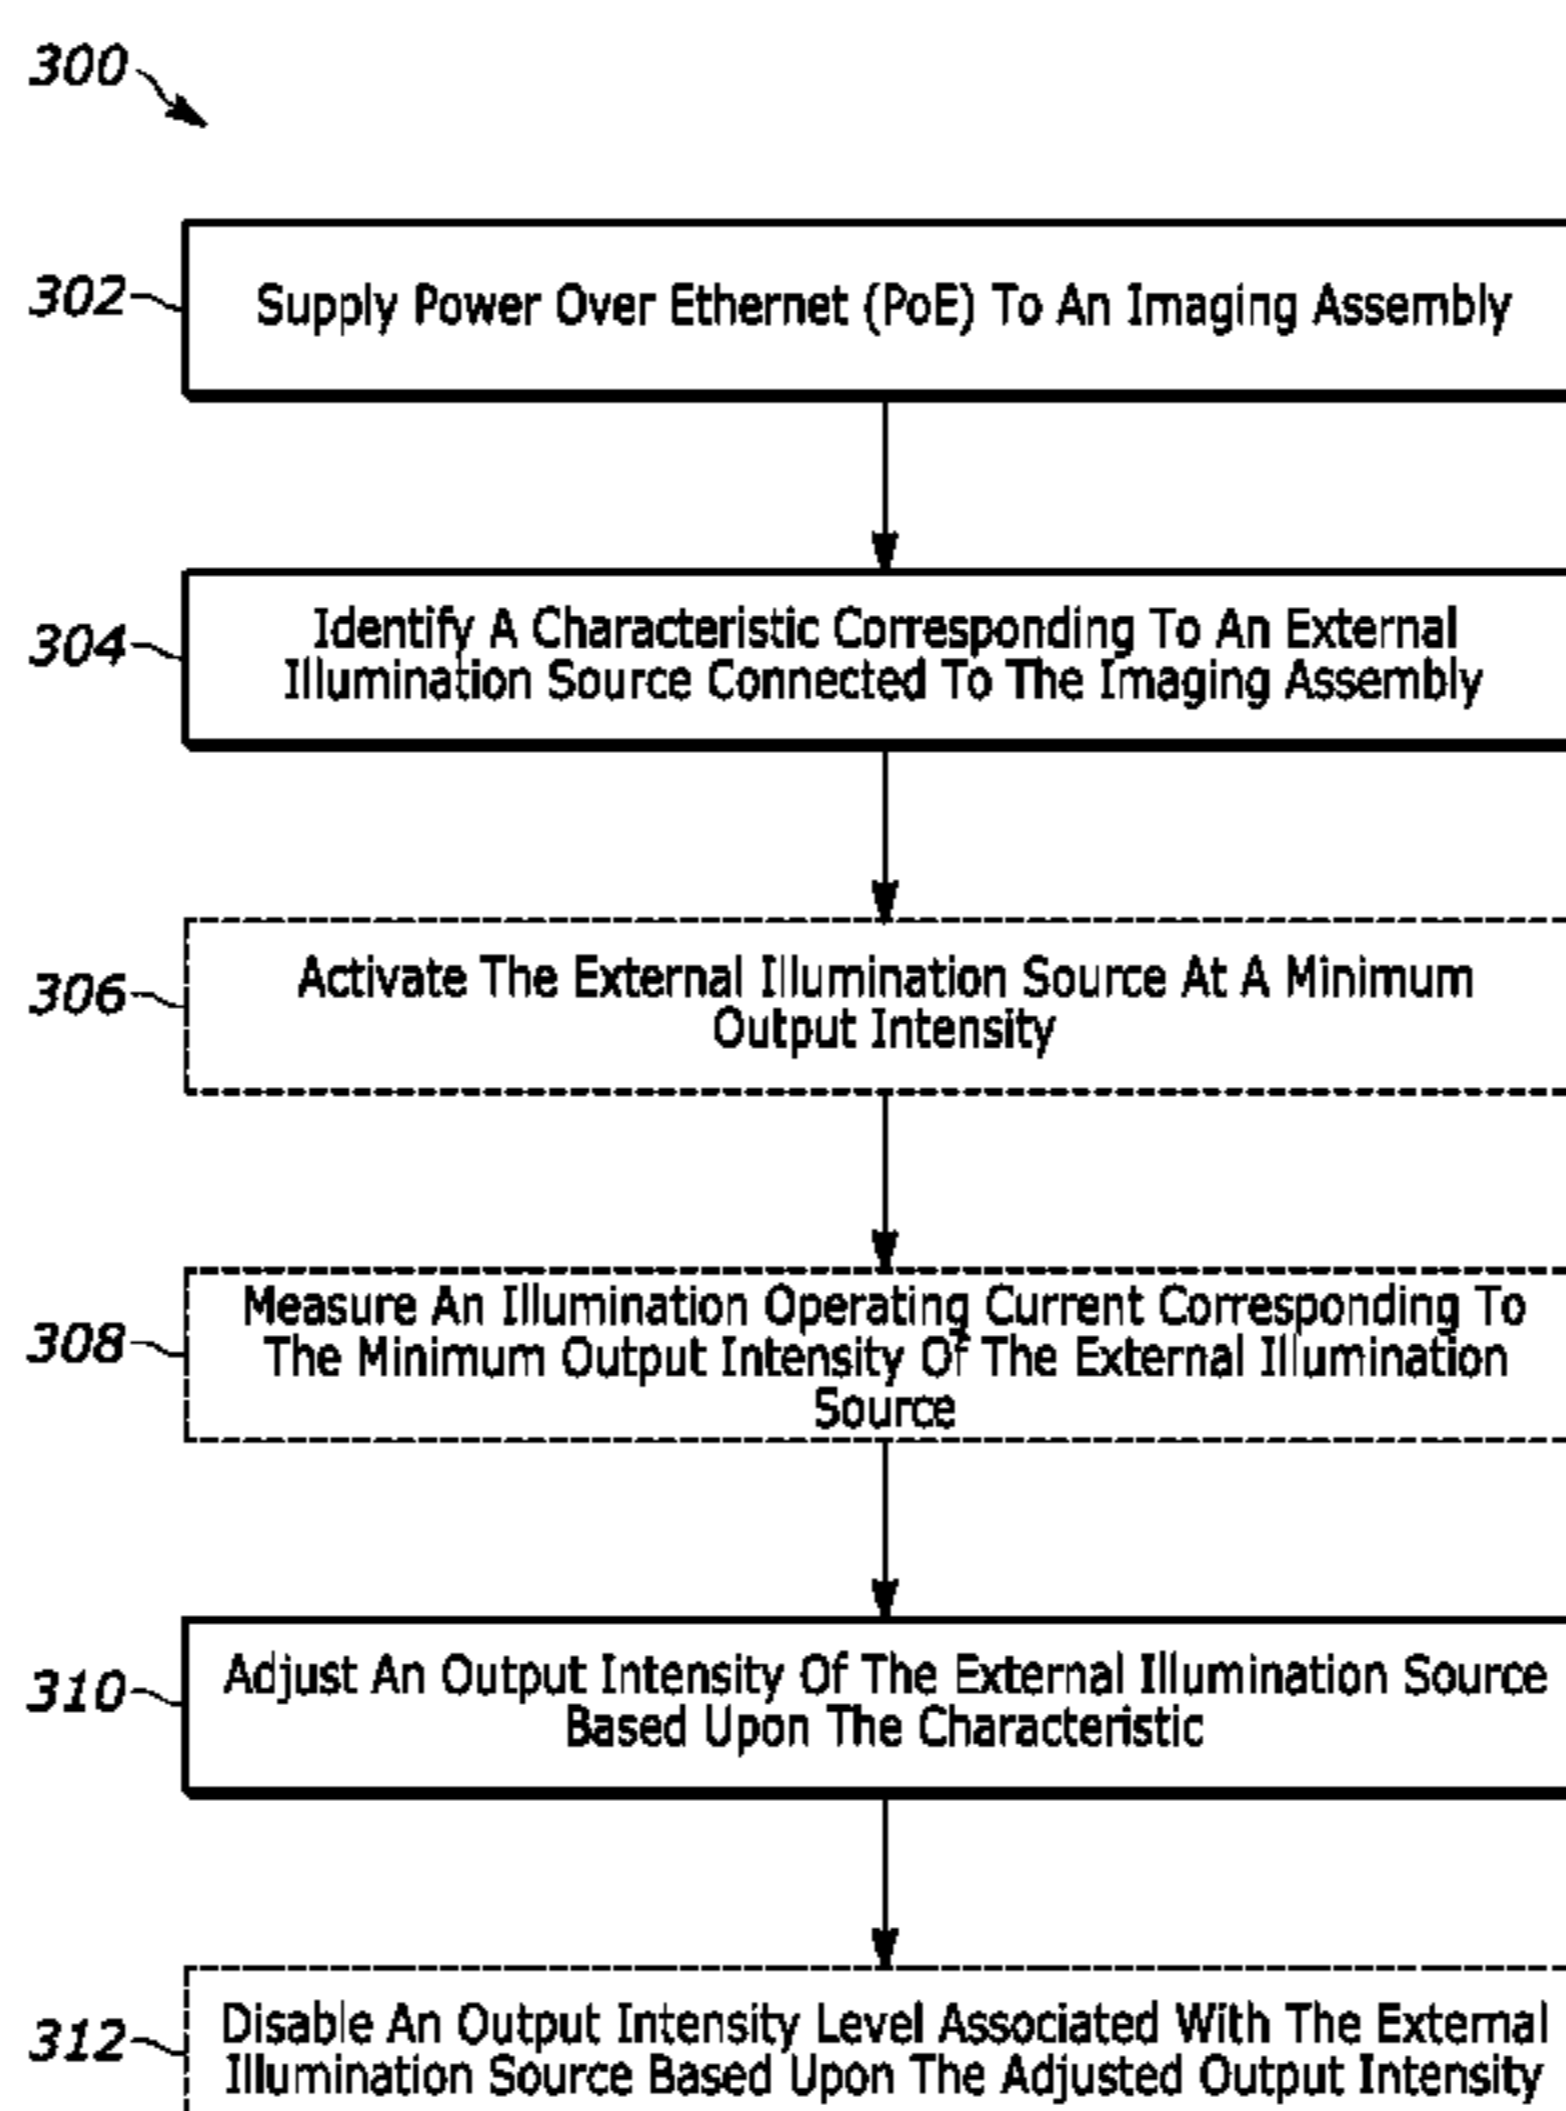 300
302
Supply Power Over Ethernet (PoE) To An Imaging Assembly
304
Identify A Characteristic Corresponding To An External
Illumination Source Connected To The Imaging Assembly
306
Activate The External Illumination Source At A Minimum
Output Intensity
308
Measure An Illumination Operating Current Corresponding To
The Minimum Output Intensity Of The External Illumination
Source
310
Adjust An Output Intensity Of The External Illumination Source
Based Upon The Characteristic
312
Disable An Output Intensity Level Associated With The External
Illumination Source Based Upon The Adjusted Output Intensity